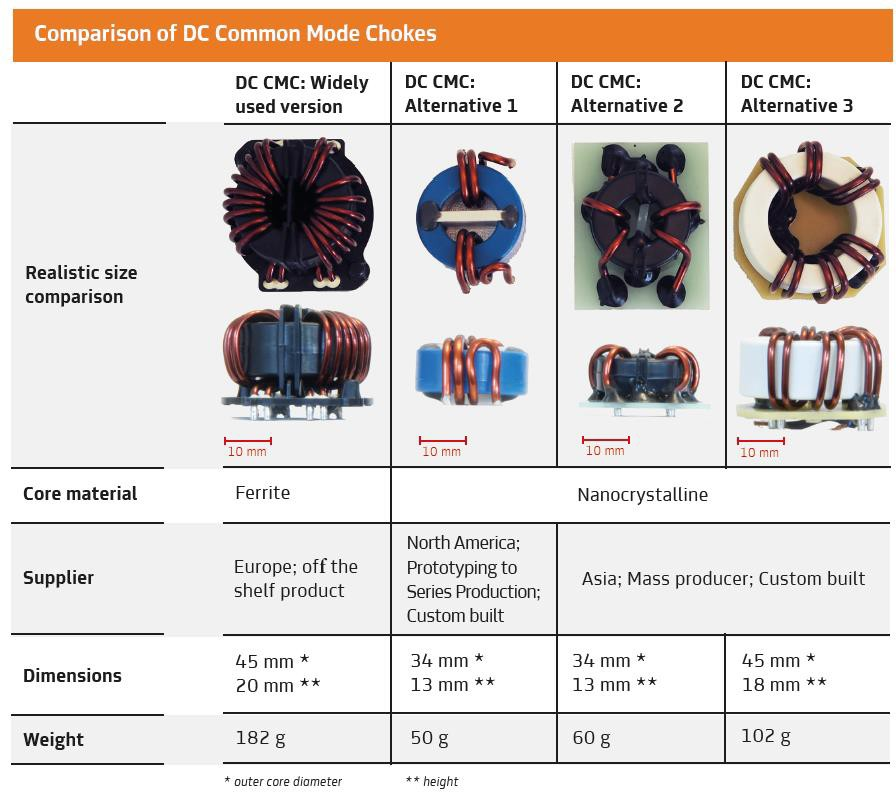 Comparison of DC Common Mode Chokes
DC CMC: Widely
used version
DC CMC:
Alternative 1
DC CMC:
Alternative 2
DC CMC:
Alternative 3
Realistic size
comparison
10 mm
10 mm
10 mm
10 mm
Core material
Ferrite
Nanocrystalline
Supplier
Europe; off the
shelf product
North America;
Prototyping to
Series Production;
Custom built
Asia; Mass producer; Custom built
Dimensions
45 mm *
20 mm **
34 mm *
13 mm **
34 mm *
13 mm **
45 mm *
18 mm **
Weight
182 g
50 g
60 g
102 g
* outer core diameter
** height